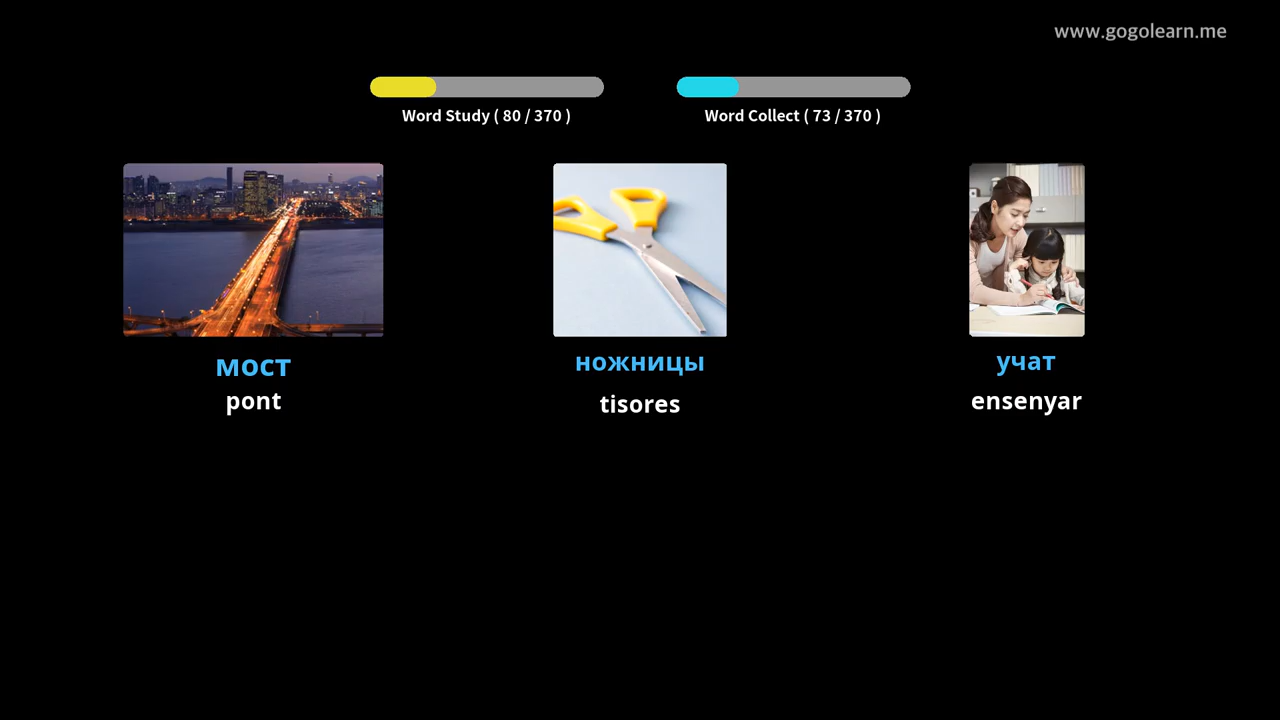 www.gogolearn.me
Word Study ( 80 / 370 )
Word Collect ( 73 / 370 )
мост
ножницы
учат
pont
tisores
ensenyar